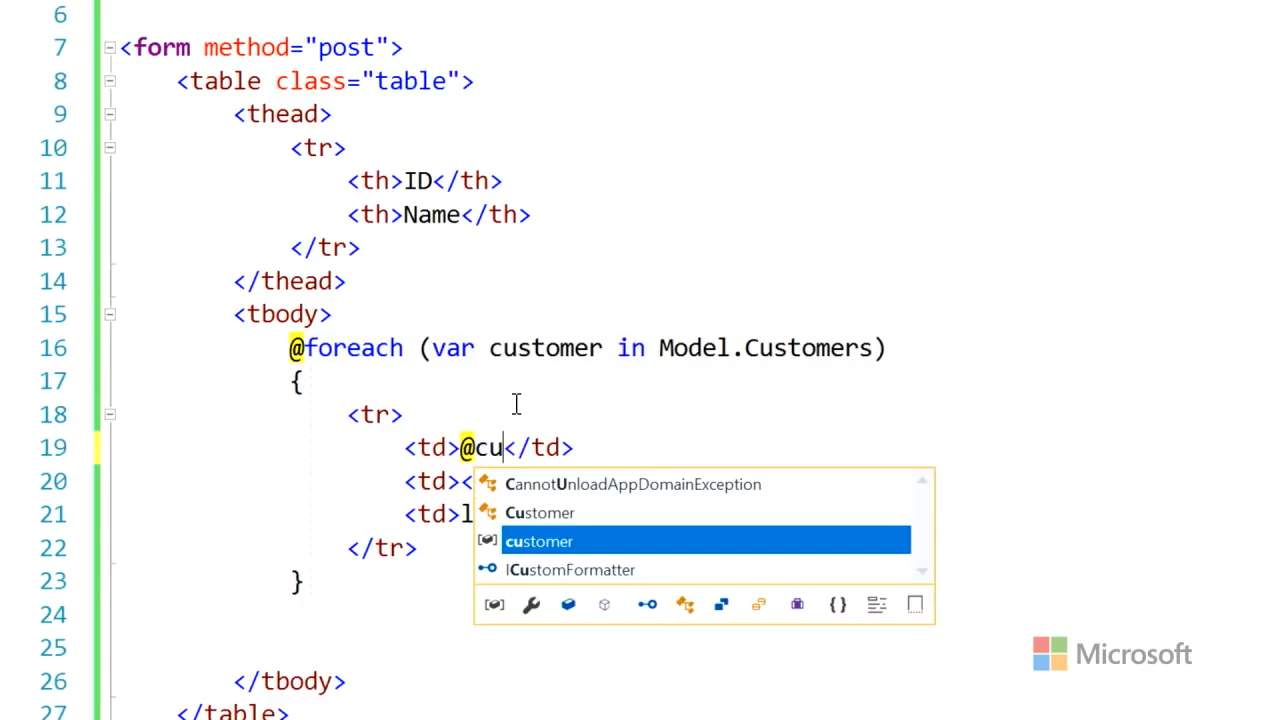 6
7 <form method="post">
8 <table class="table">
9 <thead>
10 <tr>
11 <th>ID</th>
12 <th>Name</th>
13 </tr>
14 </thead>
15 <tbody>
16 @foreach (var customer in Model.Customers)
17 {
18 <tr>
19 <td>@cu</td>
20 <td><
CannotUnloadAppDomainException
Customer
21 <td>l
customer
22 </tr>
ICustomFormatter
23 }
24
25
26 </tbody>
27 </table>
Microsoft